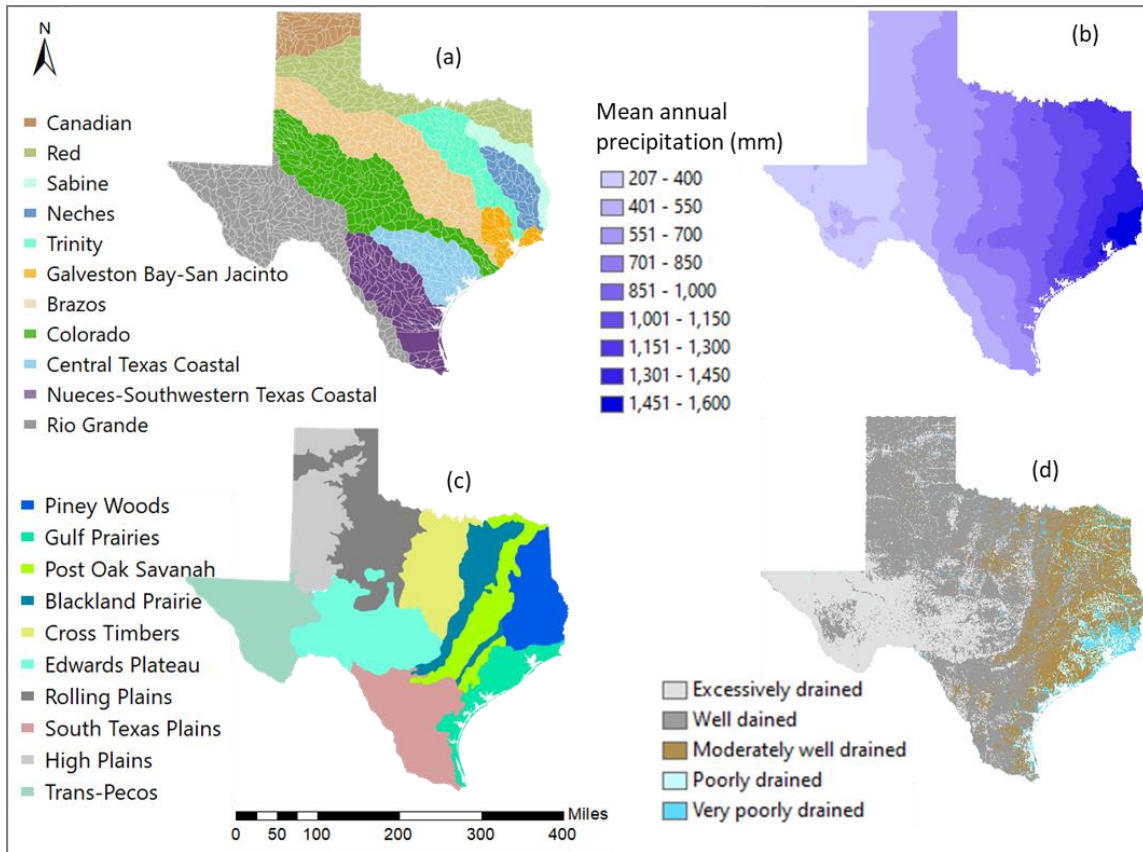 N
(a)
Canadian
Red
Sabine
Neches
Trinity
Galveston Bay-San Jacinto
Brazos
Colorado
Central Texas Coastal
Nueces-Southwestern Texas Coastal
Rio Grande
(b)
Mean annual
precipitation (mm)
207 - 400
401 - 550
551 - 700
701 - 850
851 - 1,000
1,001 - 1,150
1,151 - 1,300
1,301 - 1,450
1,451 - 1,600
(c)
Piney Woods
Gulf Prairies
Post Oak Savanah
Blackland Prairie
Cross Timbers
Edwards Plateau
Rolling Plains
South Texas Plains
High Plains
Trans-Pecos
Miles
0 50 100 200 300 400
(d)
Excessively drained
Well dained
Moderately well drained
Poorly drained
Very poorly drained